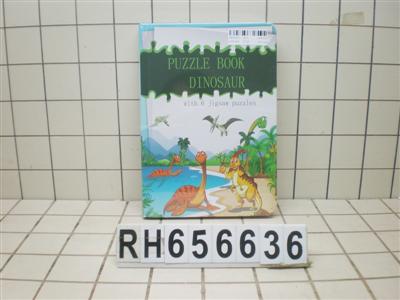 PUZZLE BOOK
DINOSAUR
with 6 jigsaw puzzles
RH656636